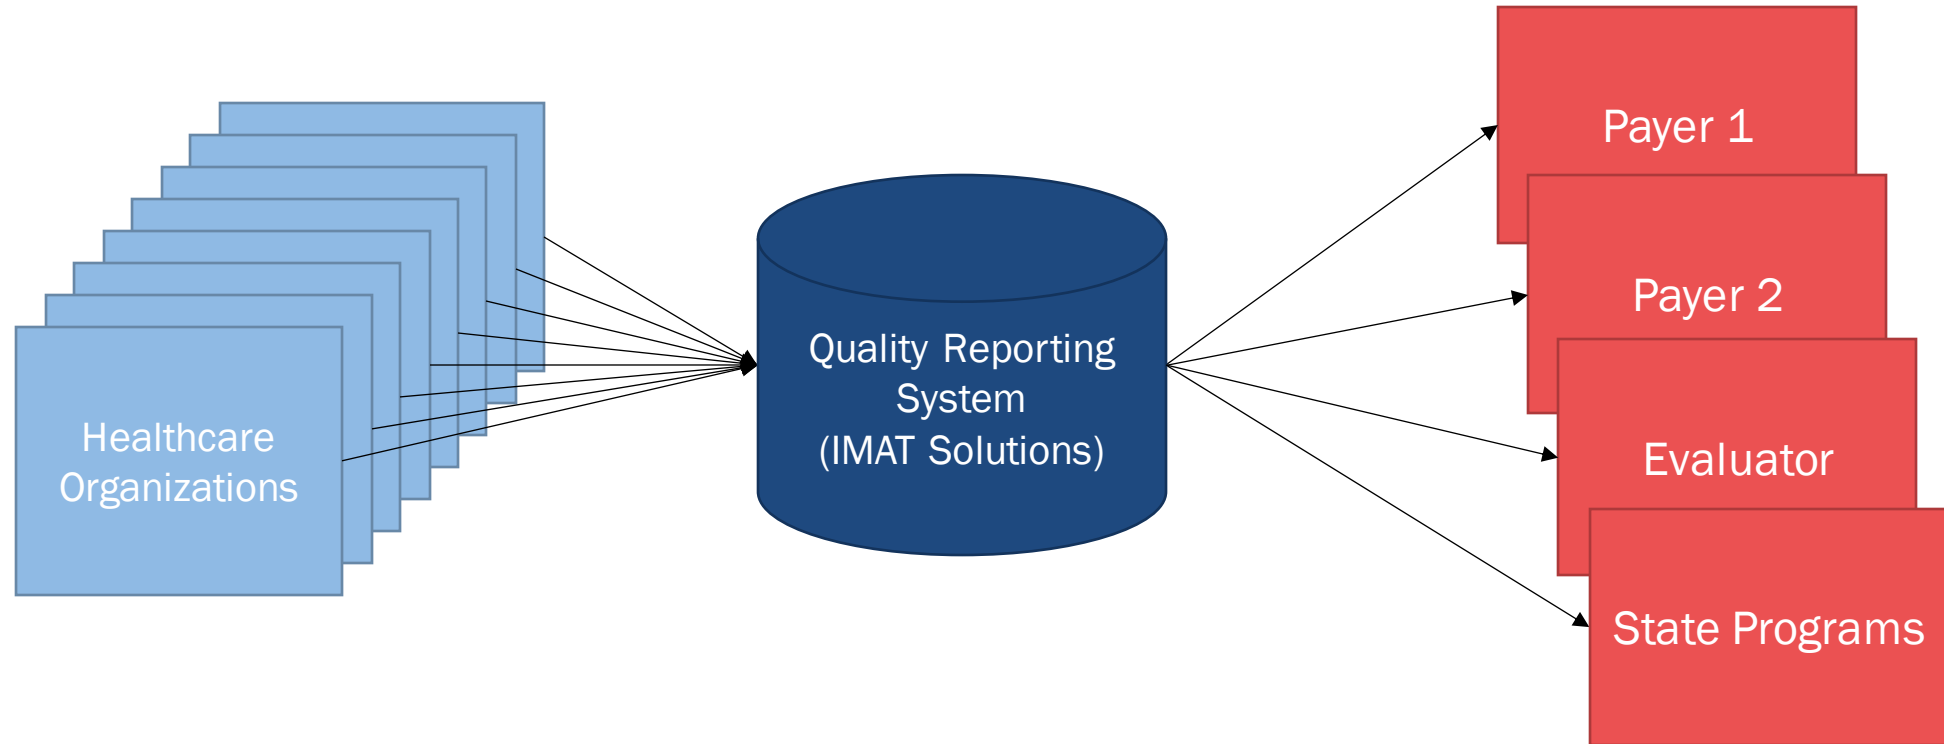 Healthcare
Organizations
Quality Reporting
System
(IMAT Solutions)
Payer 1
Payer 2
Evaluator
State Programs